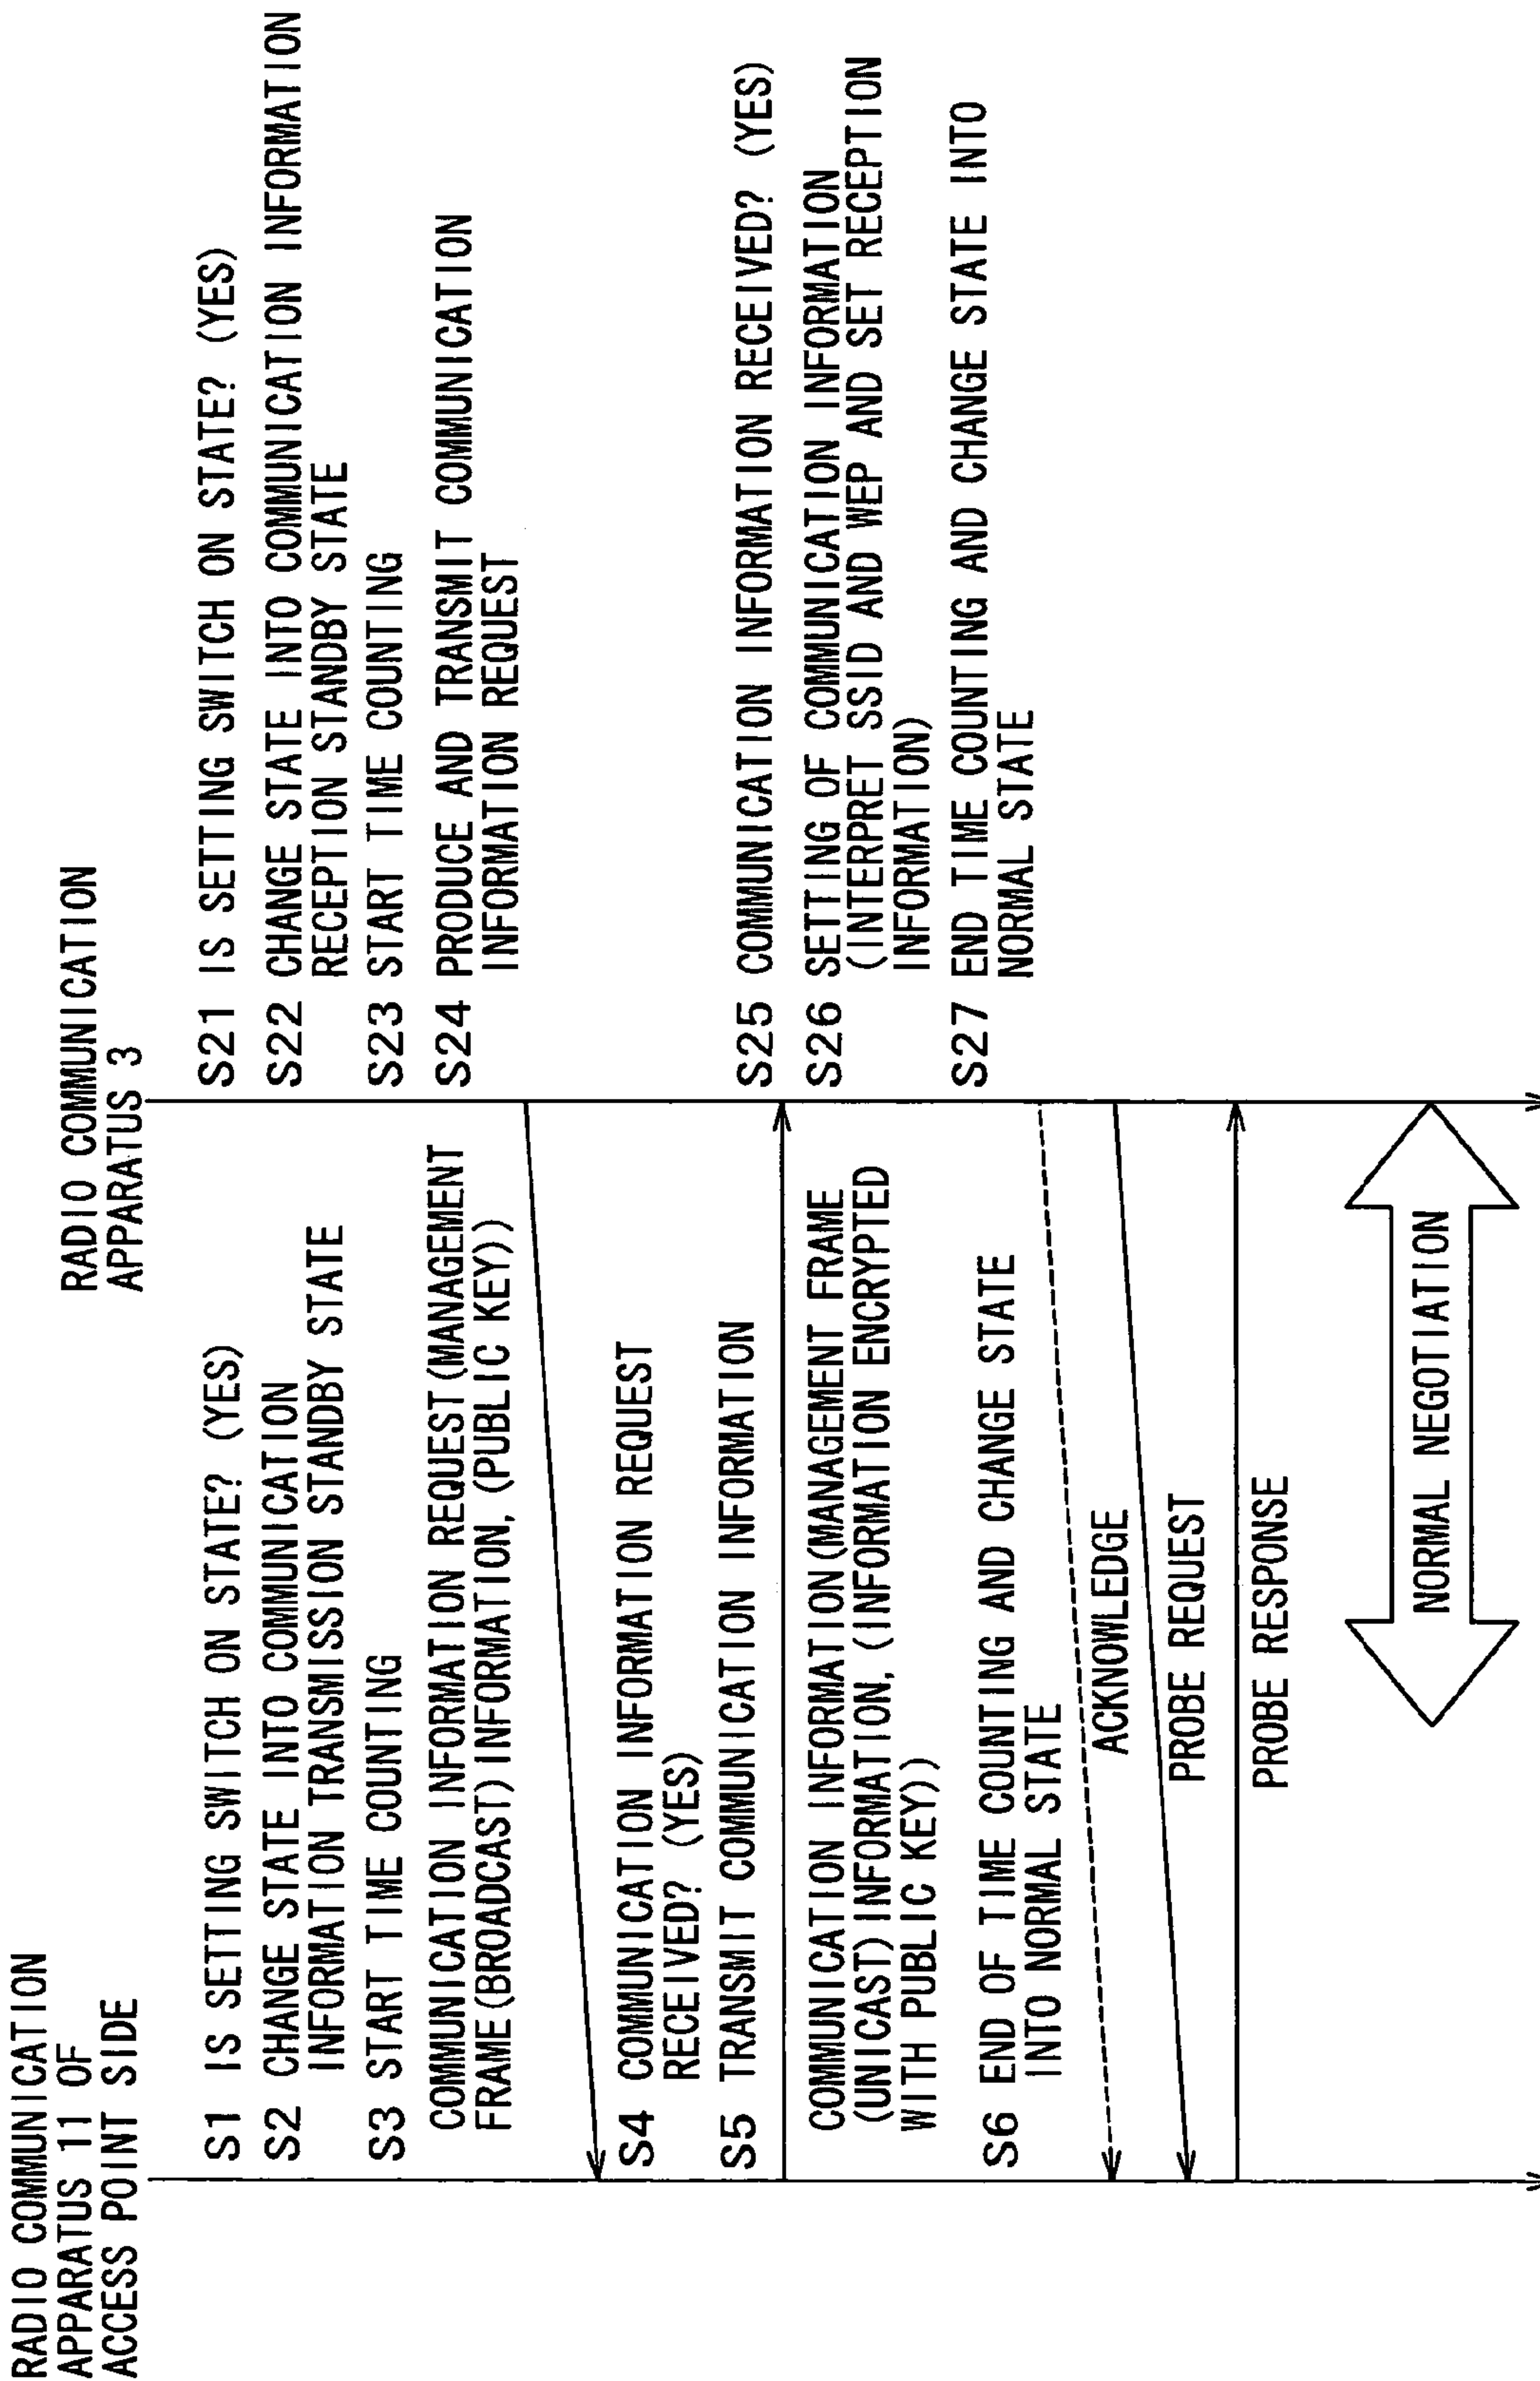 RADIO COMMUNICATION
APPARATUS 11 OF
ACCESS POINT SIDE
RADIO COMMUNICATION
APPARATUS 3
S1 IS SETTING SWITCH ON STATE? (YES)
S2 CHANGE STATE INTO COMMUNICATION
INFORMATION TRANSMISSION STANDBY STATE
S3 START TIME COUNTING
COMMUNICATION INFORMATION REQUEST (MANAGEMENT
FRAME (BROADCAST) INFORMATION, (PUBLIC KEY))
S4 COMMUNICATION INFORMATION REQUEST
RECEIVED? (YES)
S5 TRANSMIT COMMUNICATION INFORMATION
COMMUNICATION INFORMATION (MANAGEMENT FRAME
(UNICAST) INFORMATION, (INFORMATION ENCRYPTED
WITH PUBLIC KEY))
S6 END OF TIME COUNTING AND CHANGE STATE
INTO NORMAL STATE
ACKNOWLEDGE
PROBE REQUEST
PROBE RESPONSE
NORMAL NEGOTIATION
S21 IS SETTING SWITCH ON STATE? (YES)
S22 CHANGE STATE INTO COMMUNICATION INFORMATION
RECEPTION STANDBY STATE
S23 START TIME COUNTING
S24 PRODUCE AND TRANSMIT COMMUNICATION
INFORMATION REQUEST
S25 COMMUNICATION INFORMATION RECEIVED? (YES)
S26 SETTING OF COMMUNICATION INFORMATION
(INTERPRET SSID AND WEP AND SET RECEPTION
INFORMATION)
S27 END TIME COUNTING AND CHANGE STATE INTO
NORMAL STATE